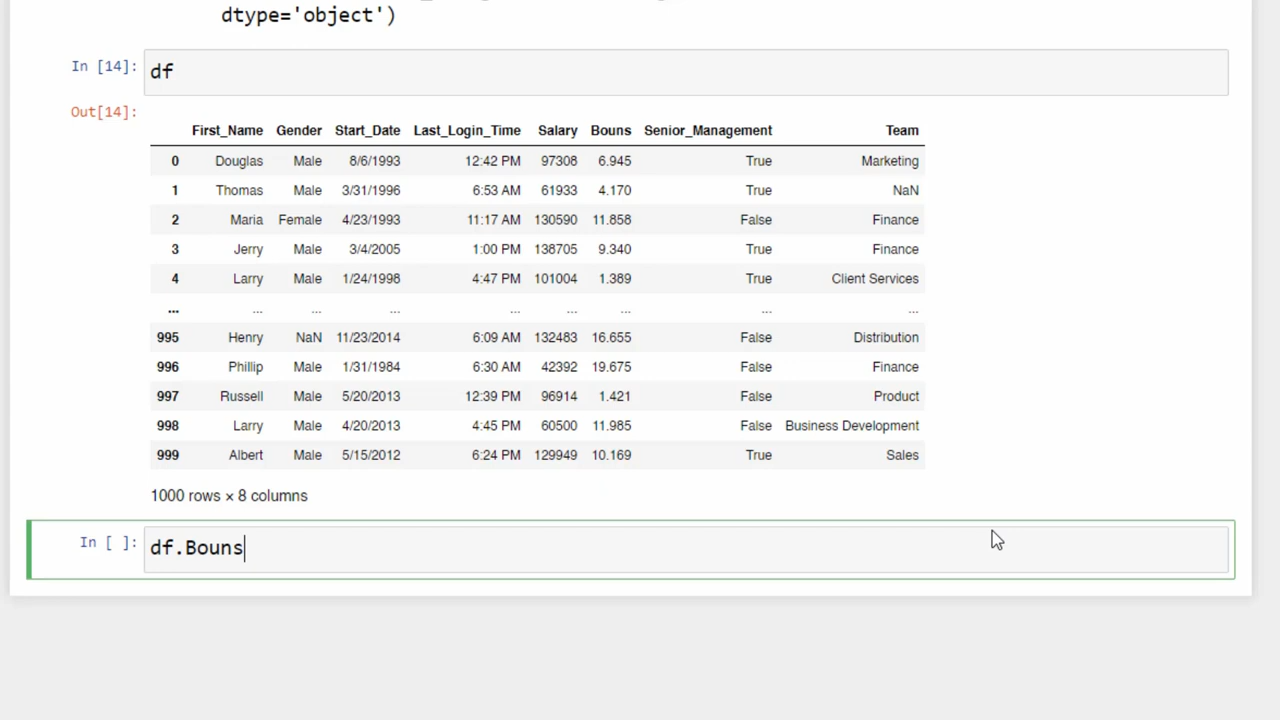 dtype='object')
In [14]: df
Out[14]:
First_Name Gender Start_Date Last_Login_Time Salary Bouns Senior_Management Team
0 Douglas Male 8/6/1993 12:42 PM 97308 6.945 True Marketing
1 Thomas Male 3/31/1996 6:53 AM 61933 4.170 True NaN
2 Maria Female 4/23/1993 11:17 AM 130590 11.858 False Finance
3 Jerry Male 3/4/2005 1:00 PM 138705 9.340 True Finance
4 Larry Male 1/24/1998 4:47 PM 101004 1.389 True Client Services
... ... ... ... ... ... ... ... ...
995 Henry NaN 11/23/2014 6:09 AM 132483 16.655 False Distribution
996 Phillip Male 1/31/1984 6:30 AM 42392 19.675 False Finance
997 Russell Male 5/20/2013 12:39 PM 96914 1.421 False Product
998 Larry Male 4/20/2013 4:45 PM 60500 11.985 False Business Development
999 Albert Male 5/15/2012 6:24 PM 129949 10.169 True Sales
1000 rows × 8 columns
In [ ]: df.Bouns